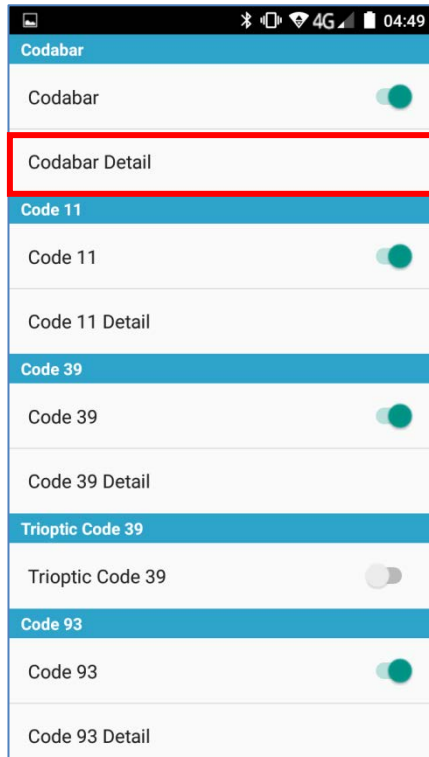 4G 04:49
Codabar
Codabar
Codabar Detail
Code 11
Code 11
Code 11 Detail
Code 39
Code 39
Code 39 Detail
Trioptic Code 39
Trioptic Code 39
Code 93
Code 93
Code 93 Detail